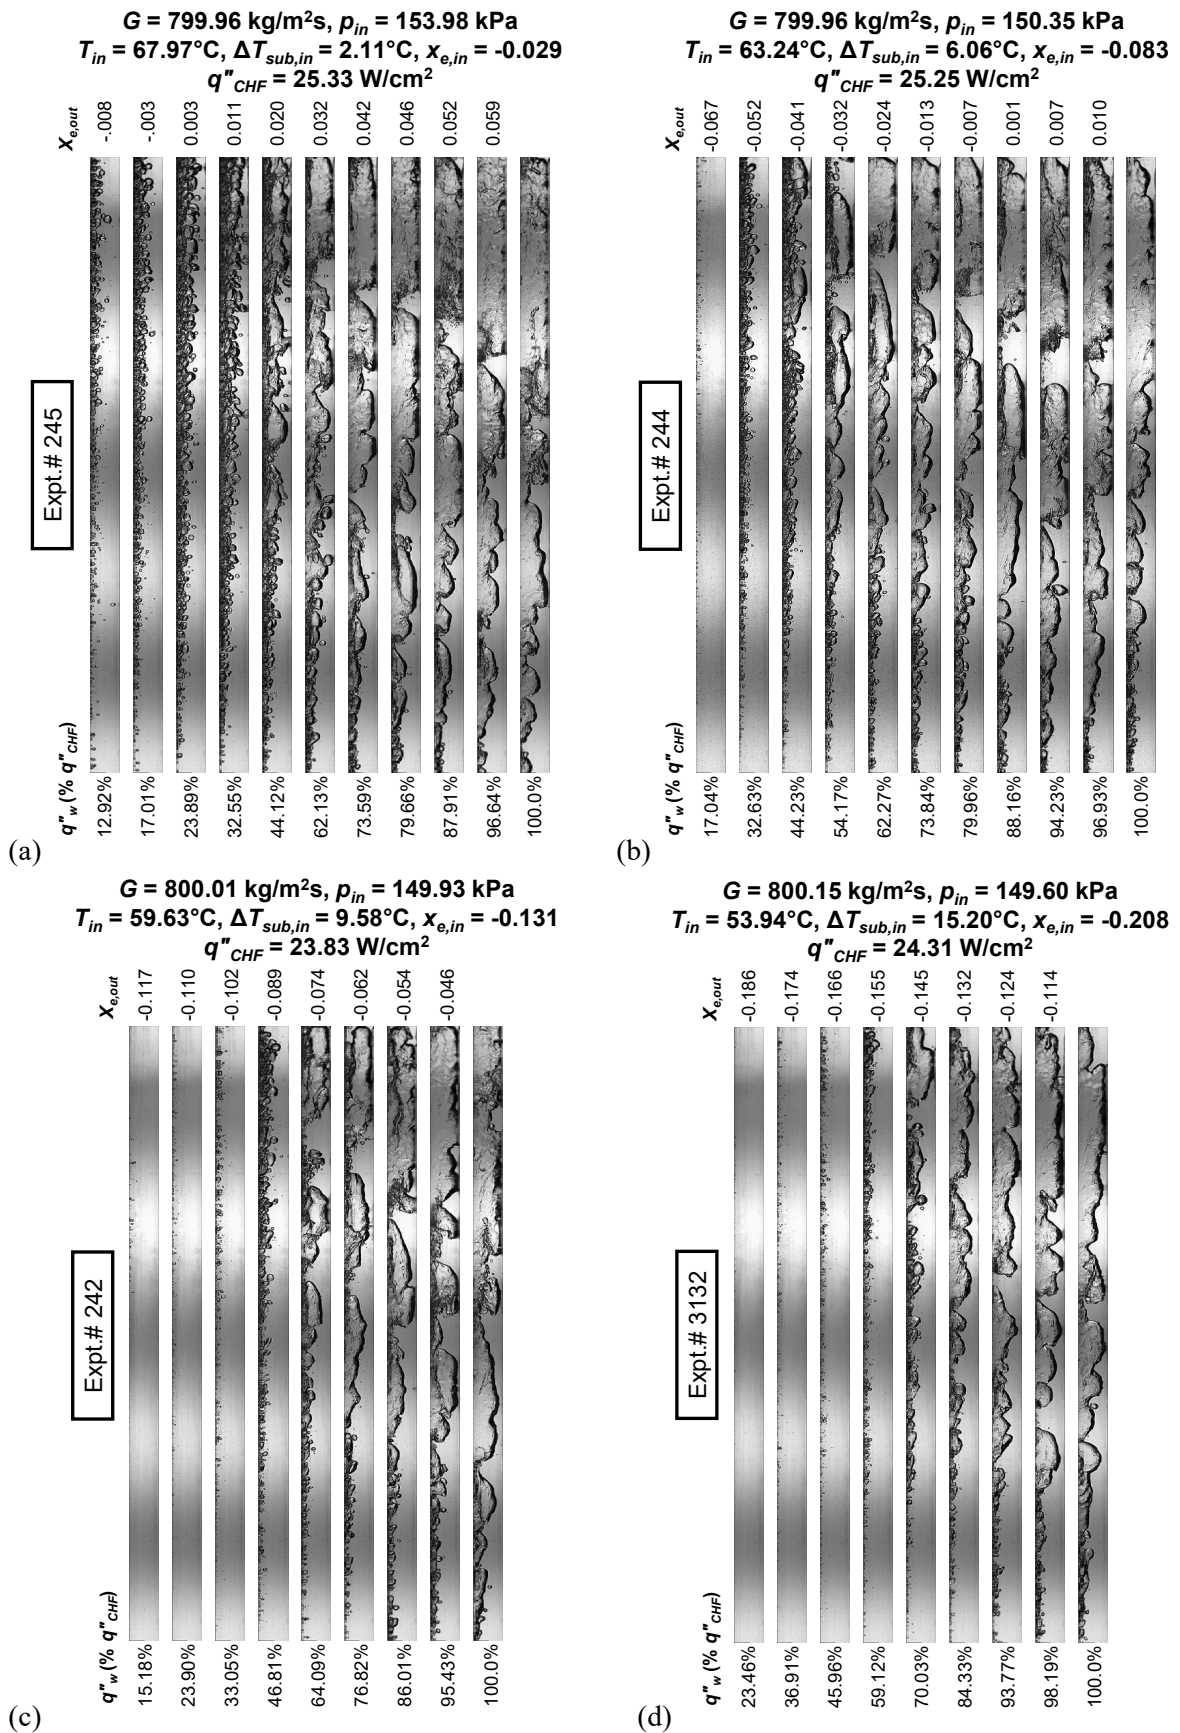 G = 799.96 kg/m²s, p_in = 153.98 kPa
T_in = 67.97°C, ΔT_sub,in = 2.11°C, x_e,in = -0.029
q"_CHF = 25.33 W/cm²
x_e,out
-.008
-.003
0.003
0.011
0.020
0.032
0.042
0.046
0.052
0.059
Expt.# 245
q"_w (% q"_CHF)
12.92%
17.01%
23.89%
32.55%
44.12%
62.13%
73.59%
79.66%
87.91%
96.64%
100.0%
(a)
G = 799.96 kg/m²s, p_in = 150.35 kPa
T_in = 63.24°C, ΔT_sub,in = 6.06°C, x_e,in = -0.083
q"_CHF = 25.25 W/cm²
x_e,out
-0.067
-0.052
-0.041
-0.032
-0.024
-0.013
-0.007
0.001
0.007
0.010
Expt.# 244
q"_w (% q"_CHF)
17.04%
32.63%
44.23%
54.17%
62.27%
73.84%
79.96%
88.16%
94.23%
96.93%
100.0%
(b)
G = 800.01 kg/m²s, p_in = 149.93 kPa
T_in = 59.63°C, ΔT_sub,in = 9.58°C, x_e,in = -0.131
q"_CHF = 23.83 W/cm²
x_e,out
-0.117
-0.110
-0.102
-0.089
-0.074
-0.062
-0.054
-0.046
Expt.# 242
q"_w (% q"_CHF)
15.18%
23.90%
33.05%
46.81%
64.09%
76.82%
86.01%
95.43%
100.0%
(c)
G = 800.15 kg/m²s, p_in = 149.60 kPa
T_in = 53.94°C, ΔT_sub,in = 15.20°C, x_e,in = -0.208
q"_CHF = 24.31 W/cm²
x_e,out
-0.186
-0.174
-0.166
-0.155
-0.145
-0.132
-0.124
-0.114
Expt.# 3132
q"_w (% q"_CHF)
23.46%
36.91%
45.96%
59.12%
70.03%
84.33%
93.77%
98.19%
100.0%
(d)